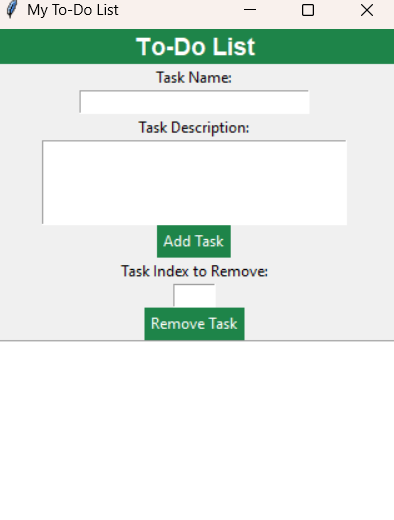 My To-Do List
To-Do List
Task Name:
Task Description:
Add Task
Task Index to Remove:
Remove Task